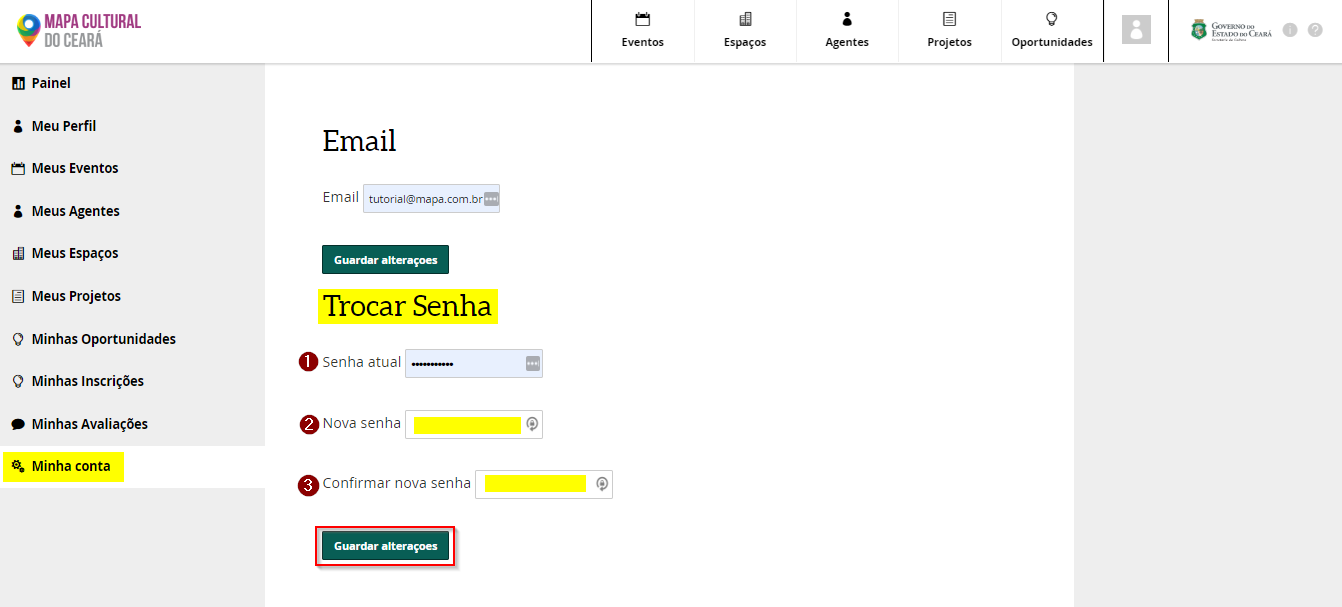 MAPA CULTURAL
DO CEARÁ
Eventos
Espaços
Agentes
Projetos
Oportunidades
GOVERNO DO
ESTADO DO CEARÁ
Secretaria da Cultura
i
?
Painel
Meu Perfil
Meus Eventos
Meus Agentes
Meus Espaços
Meus Projetos
Minhas Oportunidades
Minhas Inscrições
Minhas Avaliações
Minha conta
Email
Email tutorial@mapa.com.br
Guardar alteraçoes
Trocar Senha
1 Senha atual ••••••••••••
2 Nova senha
3 Confirmar nova senha
Guardar alteraçoes